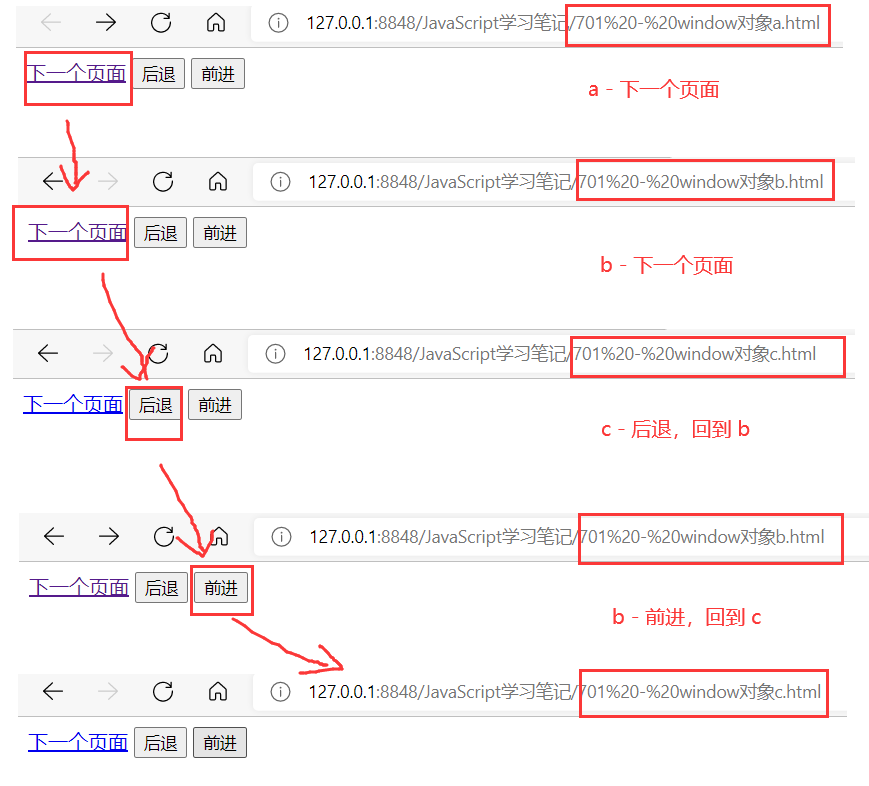 127.0.0.1:8848/JavaScript学习笔记/701%20-%20window对象a.html
下一个页面 后退 前进
a - 下一个页面
127.0.0.1:8848/JavaScript学习笔记/701%20-%20window对象b.html
下一个页面 后退 前进
b - 下一个页面
127.0.0.1:8848/JavaScript学习笔记/701%20-%20window对象c.html
下一个页面 后退 前进
c - 后退，回到 b
127.0.0.1:8848/JavaScript学习笔记/701%20-%20window对象b.html
下一个页面 后退 前进
b - 前进，回到 c
127.0.0.1:8848/JavaScript学习笔记/701%20-%20window对象c.html
下一个页面 后退 前进